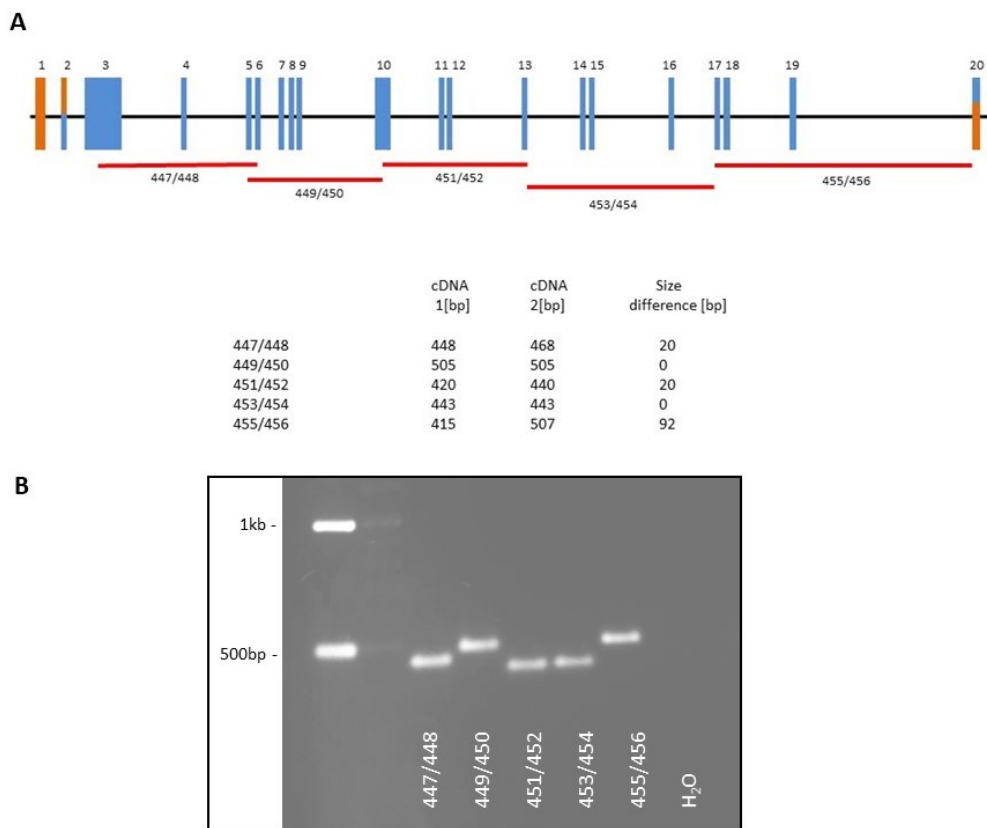 A
1 2 3 4 5 6 7 8 9 10 11 12 13 14 15 16 17 18 19 20
447/448 449/450 451/452 453/454 455/456
cDNA cDNA Size
1[bp] 2[bp] difference [bp]
447/448 448 468 20
449/450 505 505 0
451/452 420 440 20
453/454 443 443 0
455/456 415 507 92
B
1kb -
500bp -
447/448
449/450
451/452
453/454
455/456
H₂O